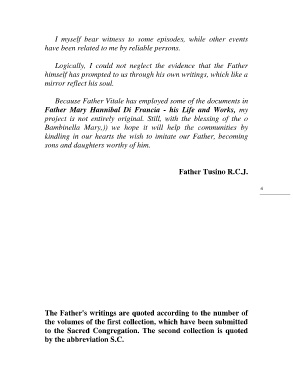 I myself bear witness to some episodes, while other events
have been related to me by reliable persons.
Logically, I could not neglect the evidence that the Father
himself has prompted to us through his own writings, which like a
mirror reflect his soul.
Because Father Vitale has employed some of the documents in
Father Mary Hannibal Di Francia - his Life and Works, my
project is not entirely original. Still, with the blessing of the o
Bambinella Mary,)) we hope it will help the communities by
kindling in our hearts the wish to imitate our Father, becoming
sons and daughters worthy of him.
Father Tusino R.C.J.
The Father's writings are quoted according to the number of
the volumes of the first collection, which have been submitted
to the Sacred Congregation. The second collection is quoted
by the abbreviation S.C.